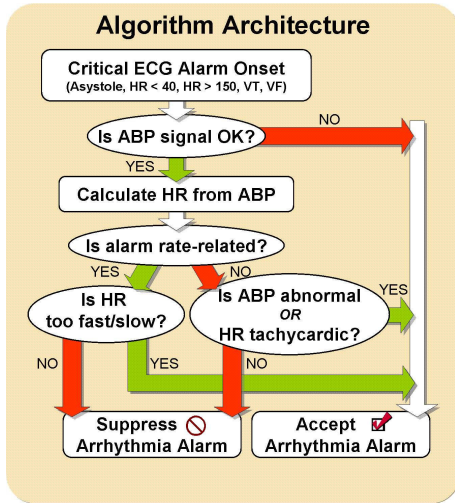 Algorithm Architecture
Critical ECG Alarm Onset
(Asystole, HR < 40, HR > 150, VT, VF)
NO
Is ABP signal OK?
YES
Calculate HR from ABP
Is alarm rate-related?
YES
NO
Is HR
too fast/slow?
Is ABP abnormal
OR
HR tachycardic?
YES
NO
YES
NO
Suppress
Arrhythmia Alarm
Accept
Arrhythmia Alarm